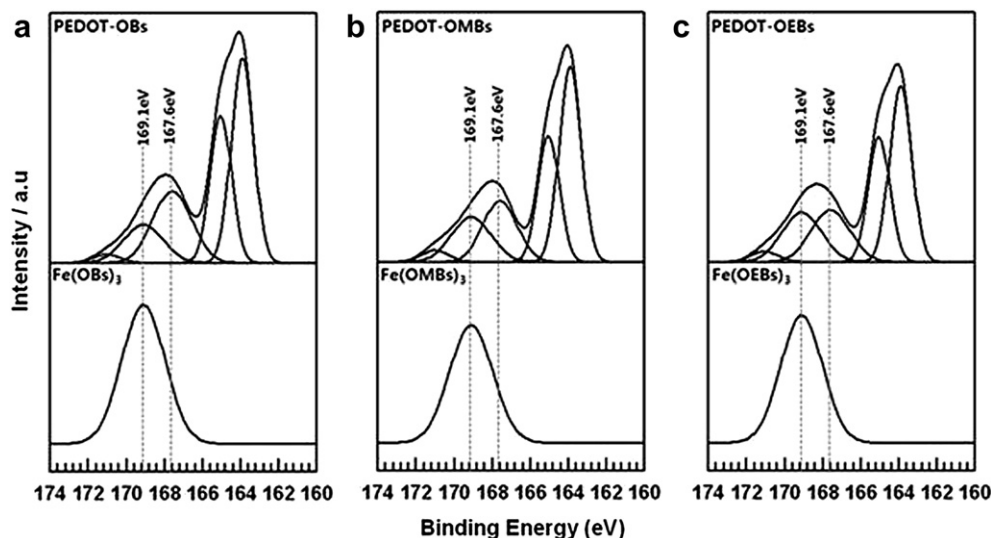 a
PEDOT-OBs
169.1eV
167.6eV
Fe(OBs)3
174 172 170 168 166 164 162 160
b
PEDOT-OMBs
169.1eV
167.6eV
Fe(OMBs)3
174 172 170 168 166 164 162 160
c
PEDOT-OEBs
169.1eV
167.6eV
Fe(OEBs)3
174 172 170 168 166 164 162 160
Intensity / a.u
Binding Energy (eV)